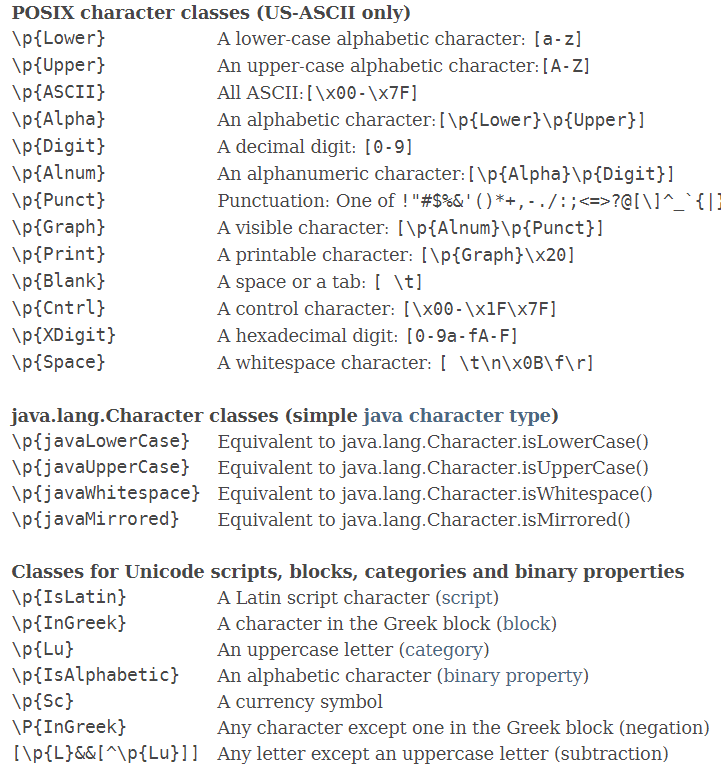 POSIX character classes (US-ASCII only)
\p{Lower} A lower-case alphabetic character: [a-z]
\p{Upper} An upper-case alphabetic character:[A-Z]
\p{ASCII} All ASCII:[\x00-\x7F]
\p{Alpha} An alphabetic character:[\p{Lower}\p{Upper}]
\p{Digit} A decimal digit: [0-9]
\p{Alnum} An alphanumeric character:[\p{Alpha}\p{Digit}]
\p{Punct} Punctuation: One of !"#$%&'()*+,-./:;<=>?@[\]^_`{|}
\p{Graph} A visible character: [\p{Alnum}\p{Punct}]
\p{Print} A printable character: [\p{Graph}\x20]
\p{Blank} A space or a tab: [ \t]
\p{Cntrl} A control character: [\x00-\x1F\x7F]
\p{XDigit} A hexadecimal digit: [0-9a-fA-F]
\p{Space} A whitespace character: [ \t\n\x0B\f\r]
java.lang.Character classes (simple java character type)
\p{javaLowerCase} Equivalent to java.lang.Character.isLowerCase()
\p{javaUpperCase} Equivalent to java.lang.Character.isUpperCase()
\p{javaWhitespace} Equivalent to java.lang.Character.isWhitespace()
\p{javaMirrored} Equivalent to java.lang.Character.isMirrored()
Classes for Unicode scripts, blocks, categories and binary properties
\p{IsLatin} A Latin script character (script)
\p{InGreek} A character in the Greek block (block)
\p{Lu} An uppercase letter (category)
\p{IsAlphabetic} An alphabetic character (binary property)
\p{Sc} A currency symbol
\P{InGreek} Any character except one in the Greek block (negation)
[\p{L}&&[^\p{Lu}]] Any letter except an uppercase letter (subtraction)